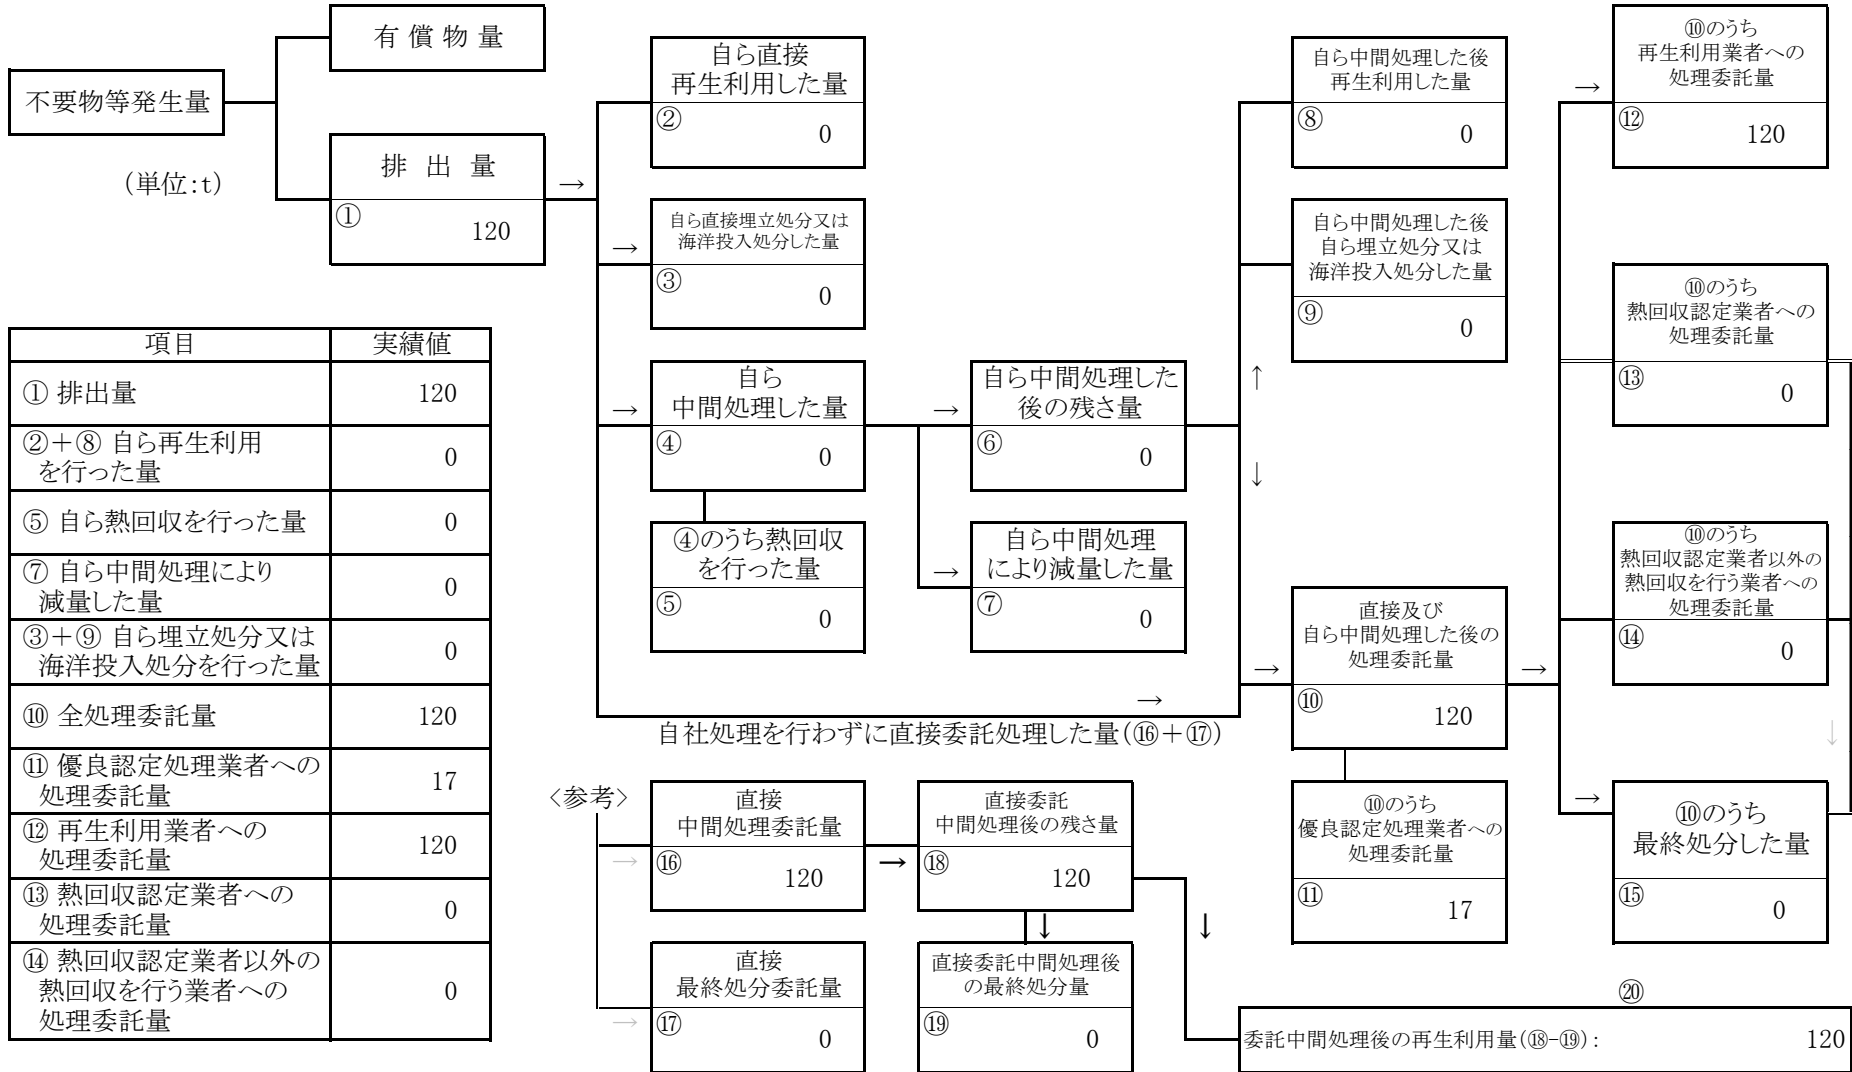 有 償 物 量
不要物等発生量
(単位:t)
排 出 量
→
①
120
自ら直接
再生利用した量
②
0
→
自ら直接埋立処分又は
海洋投入処分した量
③
0
→
自ら
中間処理した量
④
0
④のうち熱回収
を行った量
⑤
0
→
自ら中間処理した
後の残さ量
⑥
0
→
自ら中間処理
により減量した量
⑦
0
自ら中間処理した後
再生利用した量
⑧
0
自ら中間処理した後
自ら埋立処分又は
海洋投入処分した量
⑨
0
↑
↓
→
自社処理を行わずに直接委託処理した量(⑯+⑰)
→
直接及び
自ら中間処理した後の
処理委託量
⑩
120
⑩のうち
優良認定処理業者への
処理委託量
⑪
17
→
→
⑩のうち
再生利用業者への
処理委託量
⑫
120
⑩のうち
熱回収認定業者への
処理委託量
⑬
0
⑩のうち
熱回収認定業者以外の
熱回収を行う業者への
処理委託量
⑭
0
↓
→
⑩のうち
最終処分した量
⑮
0
項目 実績値
① 排出量 120
②+⑧ 自ら再生利用
を行った量 0
⑤ 自ら熱回収を行った量 0
⑦ 自ら中間処理により
減量した量 0
③+⑨ 自ら埋立処分又は
海洋投入処分を行った量 0
⑩ 全処理委託量 120
⑪ 優良認定処理業者への
処理委託量 17
⑫ 再生利用業者への
処理委託量 120
⑬ 熱回収認定業者への
処理委託量 0
⑭ 熱回収認定業者以外の
熱回収を行う業者への
処理委託量 0
<参考>
→
直接
中間処理委託量
⑯
120
→
直接委託
中間処理後の残さ量
⑱
120
↓
↓
→
直接
最終処分委託量
⑰
0
直接委託中間処理後
の最終処分量
⑲
0
⑳
委託中間処理後の再生利用量(⑱-⑲): 120